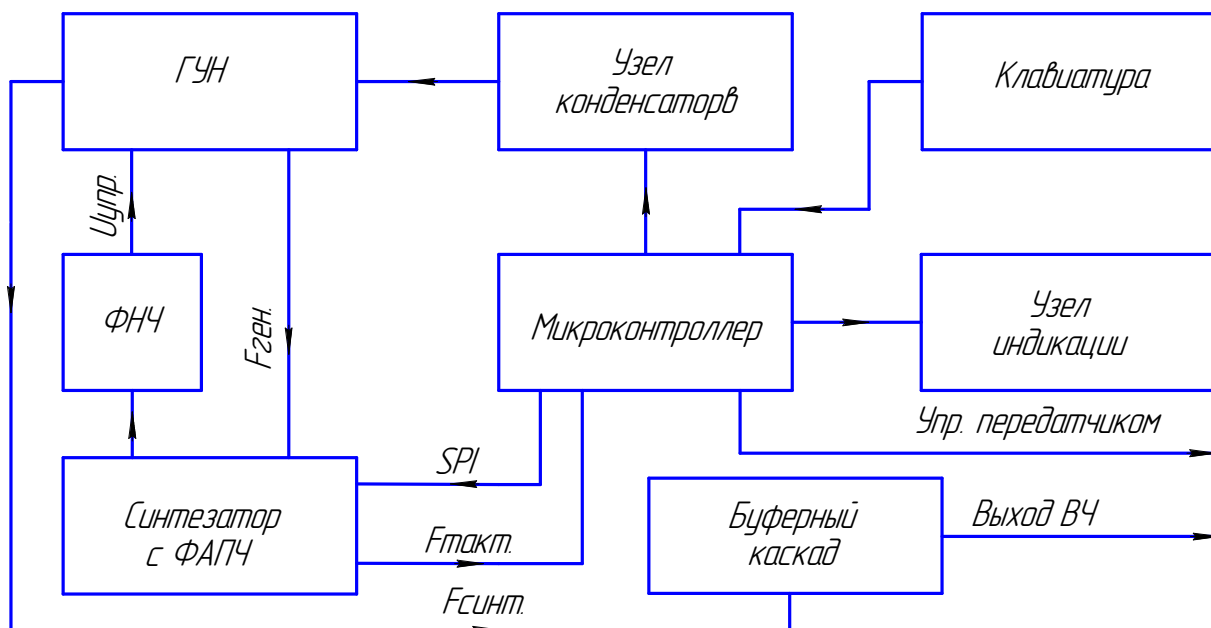 ГУН
Узел
конденсаторв
Клавиатура
Uупр.
ФНЧ
Fген.
Микроконтроллер
Узел
индикации
Упр. передатчиком
SPI
Синтезатор
с ФАПЧ
Fтакт.
Буферный
каскад
Выход ВЧ
Fсинт.